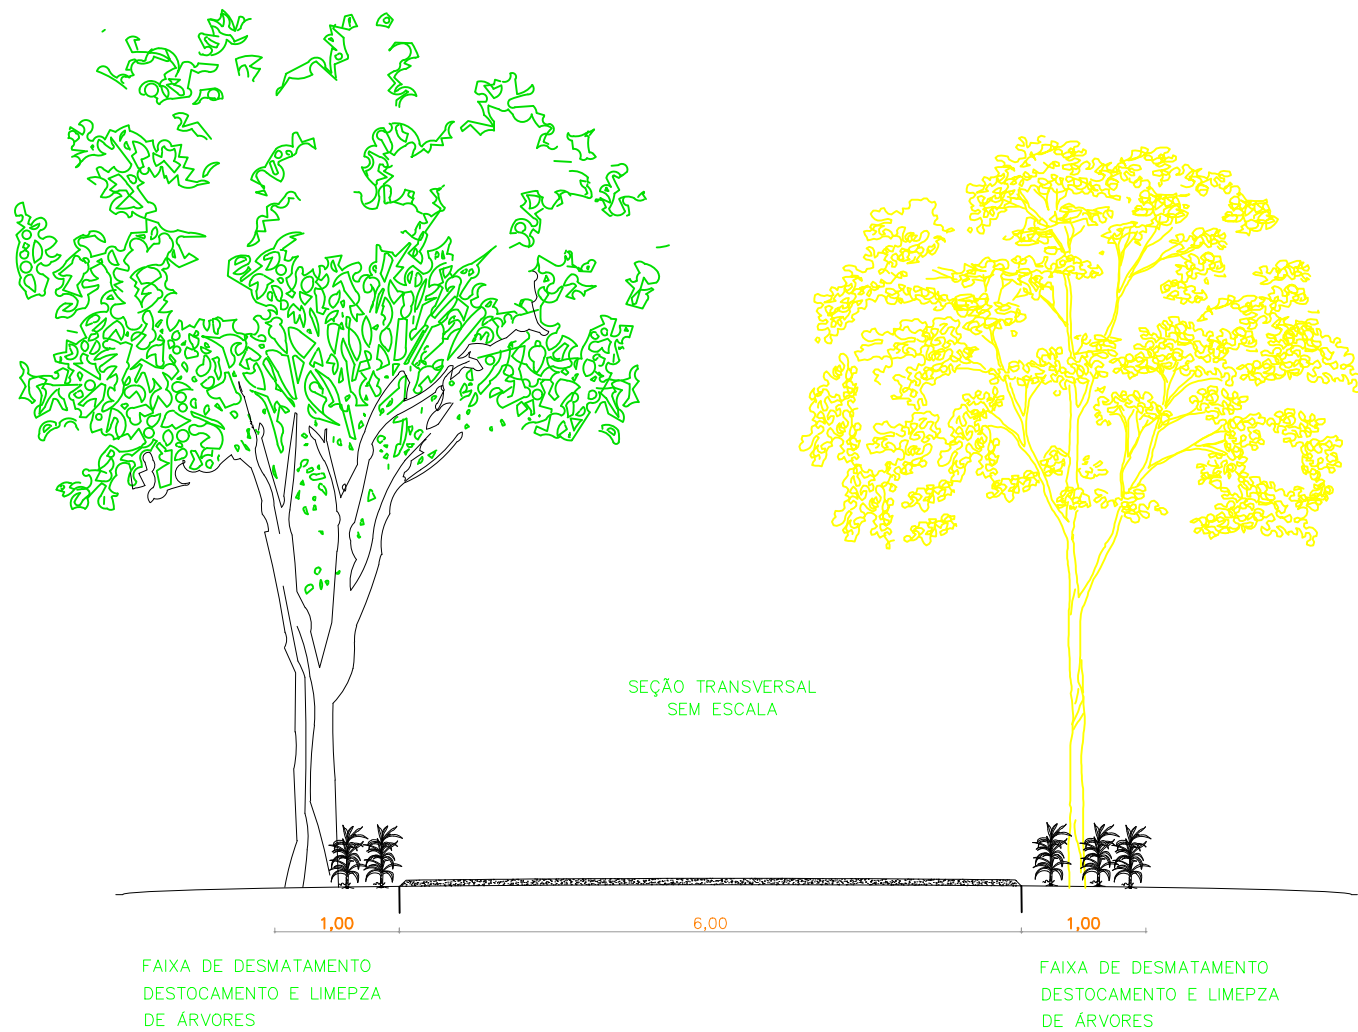 SEÇÃO TRANSVERSAL
SEM ESCALA
1,00
6,00
1,00
FAIXA DE DESMATAMENTO
DESTOCAMENTO E LIMEPZA
DE ÁRVORES
FAIXA DE DESMATAMENTO
DESTOCAMENTO E LIMEPZA
DE ÁRVORES